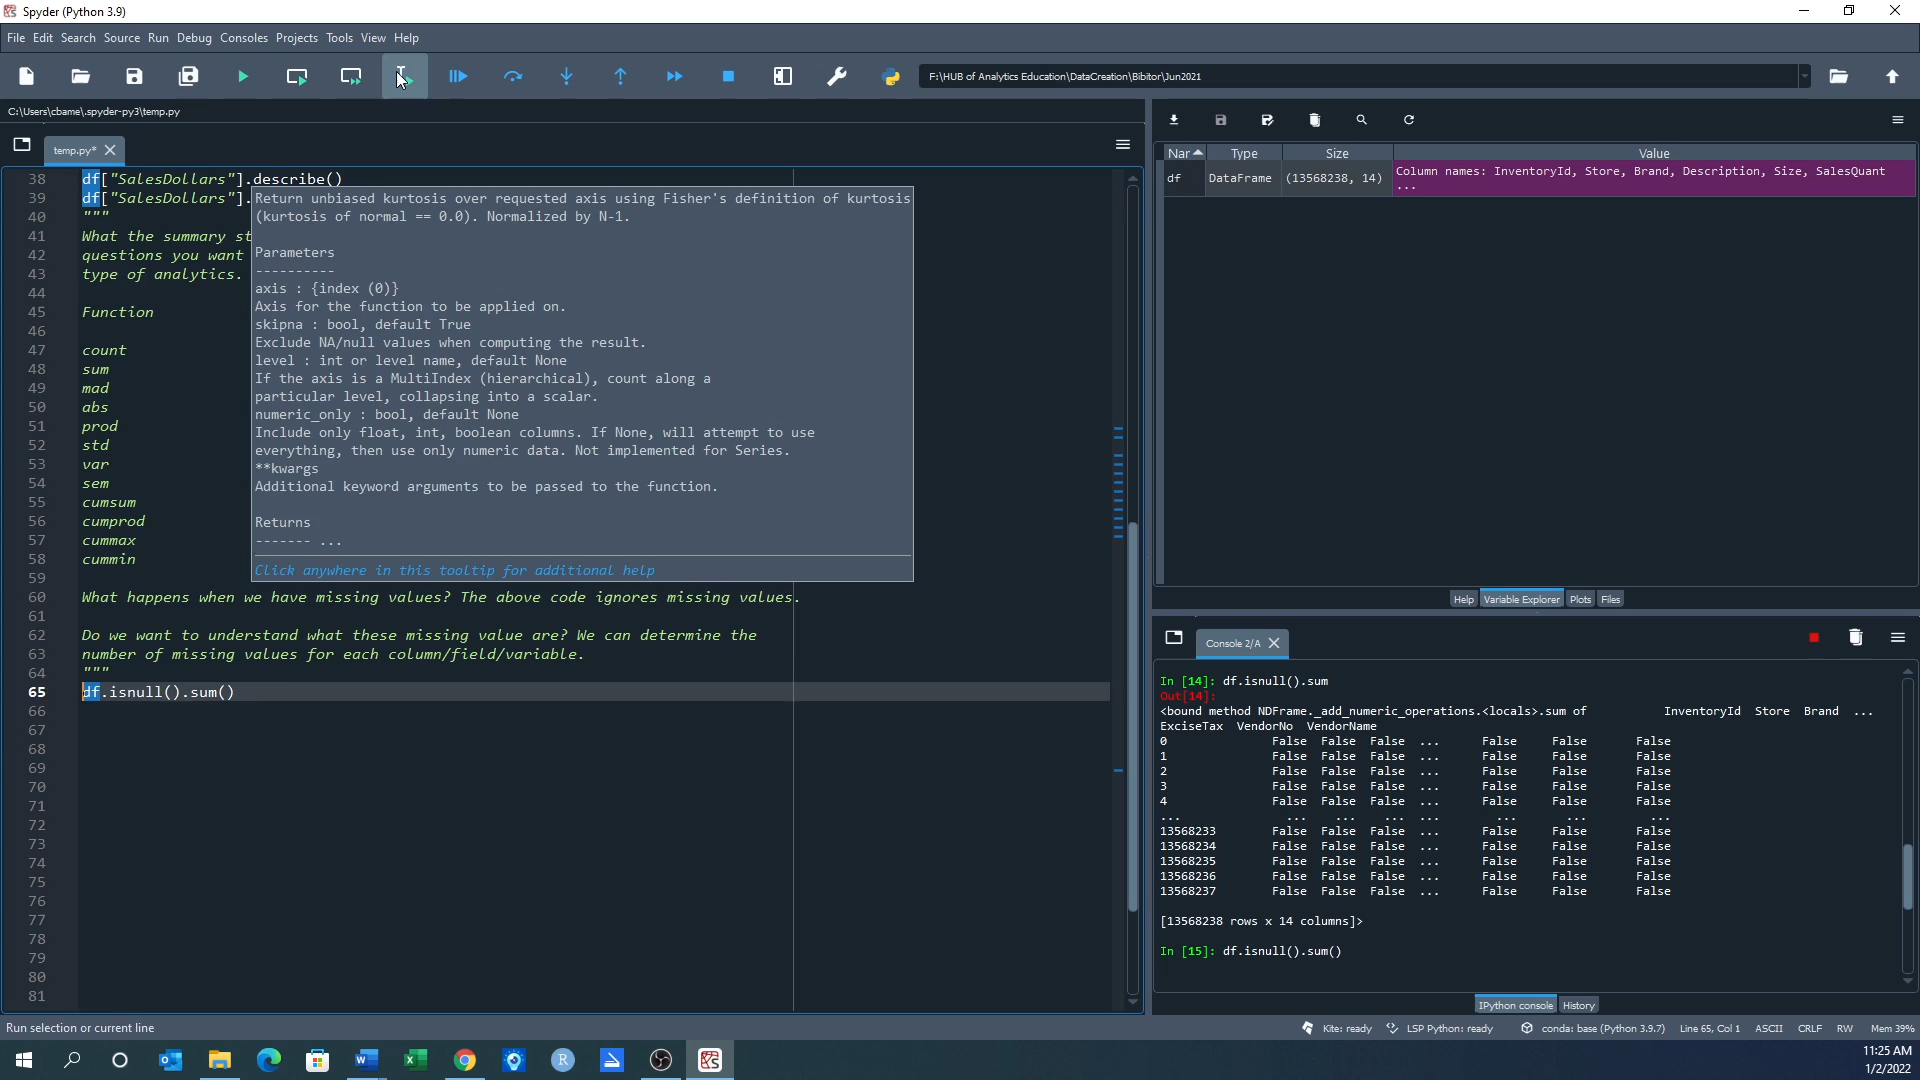 Spyder (Python 3.9)
File Edit Search Source Run Debug Consoles Projects Tools View Help
F:\HUB of Analytics Education\DataCreation\Bibitor\Jun2021
C:\Users\cbame\.spyder-py3\temp.py
temp.py*
38 df["SalesDollars"].describe()
39 df["SalesDollars"].
40 """
41 What the summary st
42 questions you want
43 type of analytics.
44
45 Function
46
47 count
48 sum
49 mad
50 abs
51 prod
52 std
53 var
54 sem
55 cumsum
56 cumprod
57 cummax
58 cummin
59
60 What happens when we have missing values? The above code ignores missing values.
61
62 Do we want to understand what these missing value are? We can determine the
63 number of missing values for each column/field/variable.
64 """
65 df.isnull().sum()
66
67
68
69
70
71
72
73
74
75
76
77
78
79
80
81
Return unbiased kurtosis over requested axis using Fisher's definition of kurtosis
(kurtosis of normal == 0.0). Normalized by N-1.
Parameters
----------
axis : {index (0)}
Axis for the function to be applied on.
skipna : bool, default True
Exclude NA/null values when computing the result.
level : int or level name, default None
If the axis is a MultiIndex (hierarchical), count along a
particular level, collapsing into a scalar.
numeric_only : bool, default None
Include only float, int, boolean columns. If None, will attempt to use
everything, then use only numeric data. Not implemented for Series.
**kwargs
Additional keyword arguments to be passed to the function.
Returns
------- ...
Click anywhere in this tooltip for additional help
Nar Type Size Value
df DataFrame (13568238, 14) Column names: InventoryId, Store, Brand, Description, Size, SalesQuant
...
Help Variable Explorer Plots Files
Console 2/A
In [14]: df.isnull().sum
Out[14]:
<bound method NDFrame._add_numeric_operations.<locals>.sum of InventoryId Store Brand ...
ExciseTax VendorNo VendorName
0 False False False ... False False False
1 False False False ... False False False
2 False False False ... False False False
3 False False False ... False False False
4 False False False ... False False False
... ... ... ... ... ... ... ...
13568233 False False False ... False False False
13568234 False False False ... False False False
13568235 False False False ... False False False
13568236 False False False ... False False False
13568237 False False False ... False False False
[13568238 rows x 14 columns]>
In [15]: df.isnull().sum()
IPython console History
Run selection or current line
Kite: ready LSP Python: ready conda: base (Python 3.9.7) Line 65, Col 1 ASCII CRLF RW Mem 39%
11:25 AM
1/2/2022